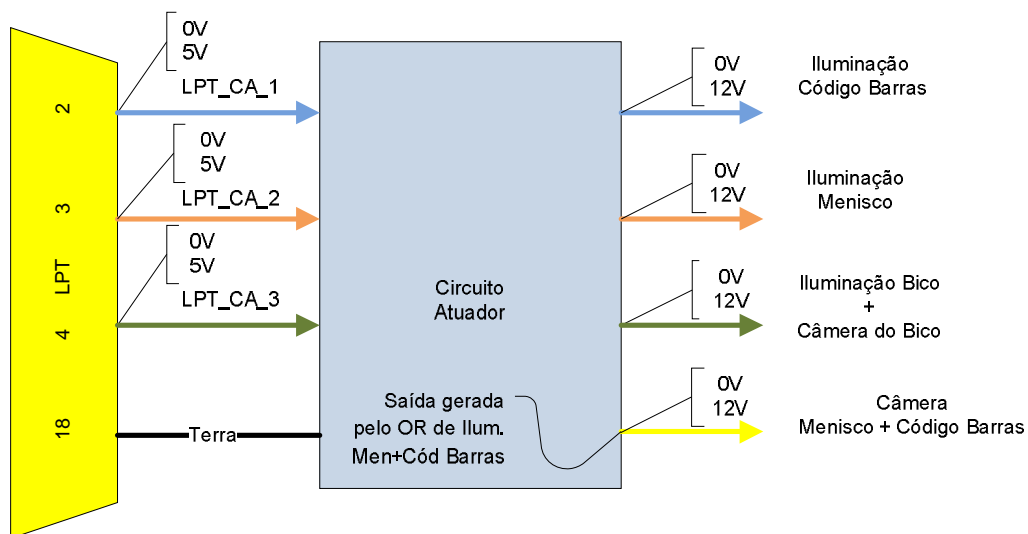 0V
5V
LPT_CA_1
2
0V
12V
Iluminação
Código Barras
0V
5V
LPT_CA_2
3
0V
12V
Iluminação
Menisco
0V
5V
LPT_CA_3
LPT
4
Circuito
Atuador
0V
12V
Iluminação Bico
+
Câmera do Bico
18
Terra
Saída gerada
pelo OR de Ilum.
Men+Cód Barras
0V
12V
Câmera
Menisco + Código Barras